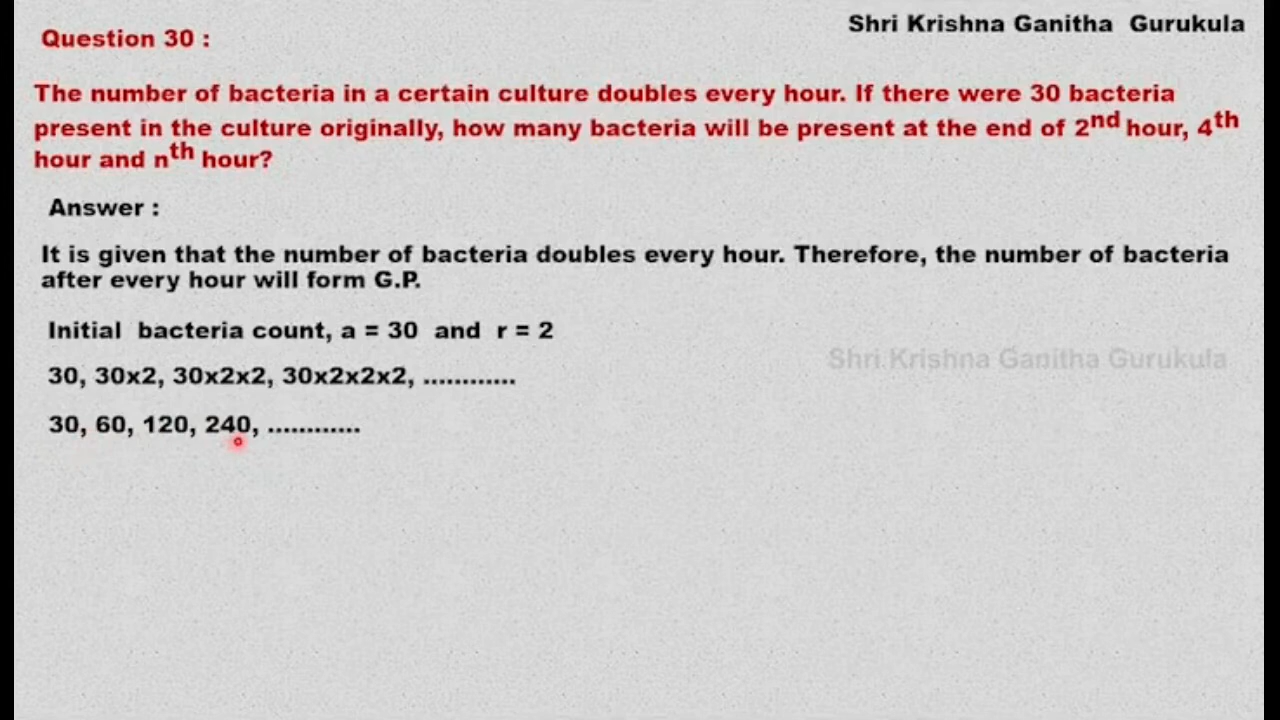 Shri Krishna Ganitha Gurukula
Question 30 :
The number of bacteria in a certain culture doubles every hour. If there were 30 bacteria
present in the culture originally, how many bacteria will be present at the end of 2nd hour, 4th
hour and nth hour?
Answer :
It is given that the number of bacteria doubles every hour. Therefore, the number of bacteria
after every hour will form G.P.
Initial bacteria count, a = 30 and r = 2
Shri Krishna Ganitha Gurukula
30, 30x2, 30x2x2, 30x2x2x2, ............
30, 60, 120, 240, ............